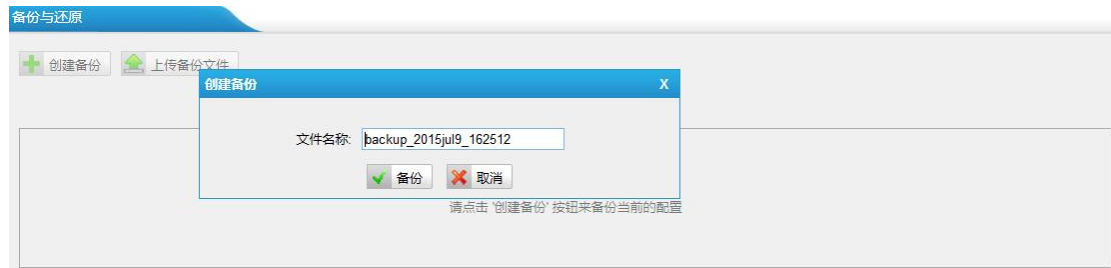 备份与还原
创建备份 上传备份文件
创建备份 X
文件名称: backup_2015jul9_162512
备份 取消
请点击 '创建备份' 按钮来备份当前的配置